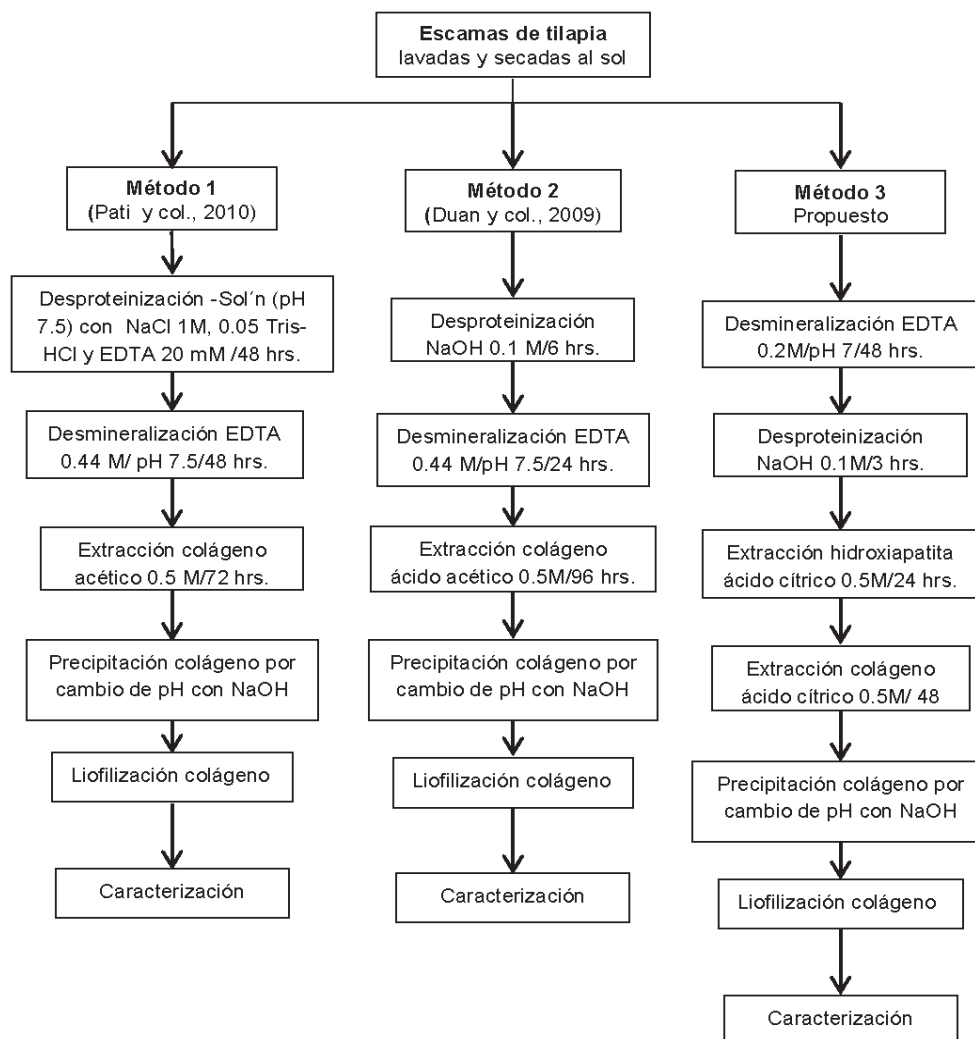 Escamas de tilapia
lavadas y secadas al sol
Método 1
(Pati y col., 2010)
Desproteinización -Sol´n (pH
7.5) con NaCl 1M, 0.05 Tris-
HCl y EDTA 20 mM /48 hrs.
Desmineralización EDTA
0.44 M/ pH 7.5/48 hrs.
Extracción colágeno
acético 0.5 M/72 hrs.
Precipitación colágeno por
cambio de pH con NaOH
Liofilización colágeno
Caracterización
Método 2
(Duan y col., 2009)
Desproteinización
NaOH 0.1 M/6 hrs.
Desmineralización EDTA
0.44 M/pH 7.5/24 hrs.
Extracción colágeno
ácido acético 0.5M/96 hrs.
Precipitación colágeno por
cambio de pH con NaOH
Liofilización colágeno
Caracterización
Método 3
Propuesto
Desmineralización EDTA
0.2M/pH 7/48 hrs.
Desproteinización
NaOH 0.1M/3 hrs.
Extracción hidroxiapatita
ácido cítrico 0.5M/24 hrs.
Extracción colágeno
ácido cítrico 0.5M/ 48
Precipitación colágeno por
cambio de pH con NaOH
Liofilización colágeno
Caracterización